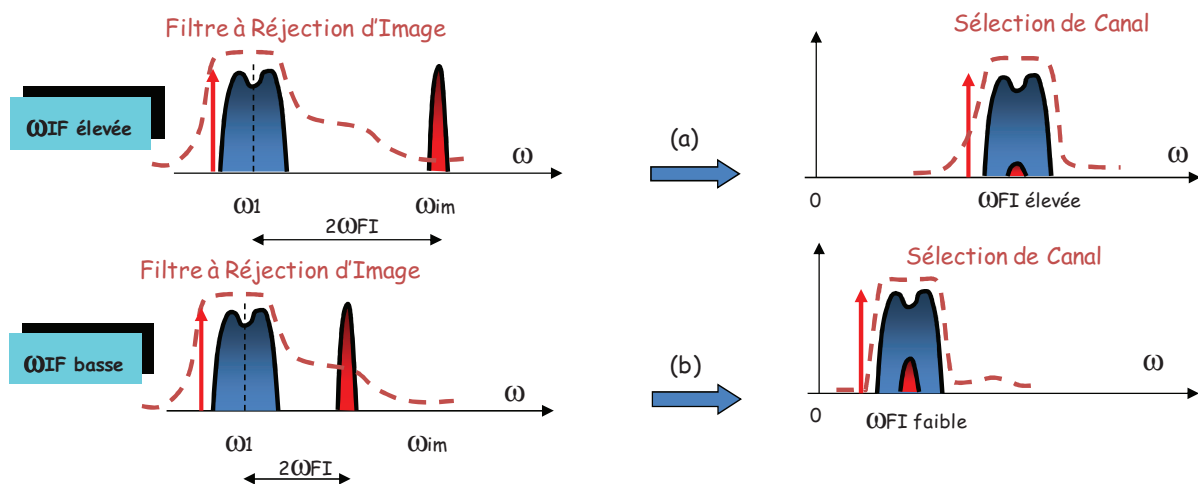 Filtre à Réjection d'Image
ωIF élevée
ω
ω1
ωim
2ωFI
(a)
Sélection de Canal
ω
0
ωFI élevée
Filtre à Réjection d'Image
ωIF basse
ω
ω1
ωim
2ωFI
(b)
Sélection de Canal
ω
0
ωFI faible